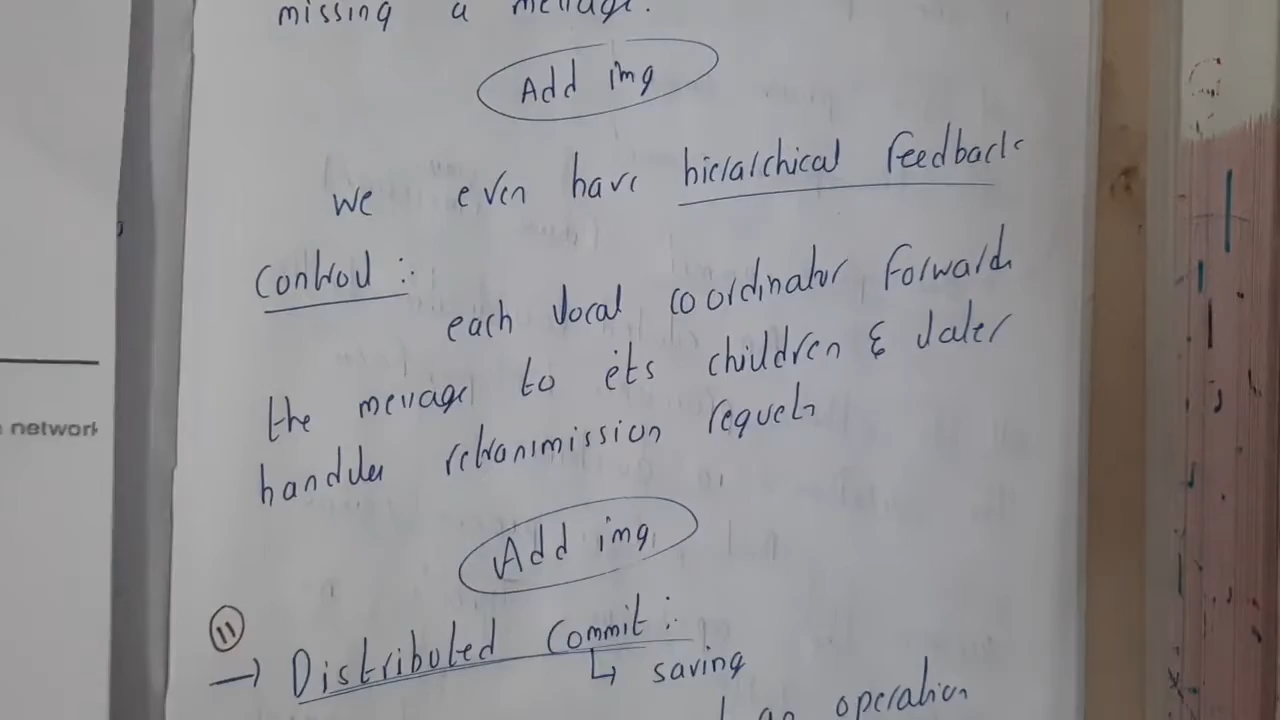 missing a message.
Add img
we even have hierarchical feedback
control :-
each local coordinator forwards
the message to its children & later
handles retransmission requests
Add img
network
11
→ Distributed Commit :-
↳ saving
an operation